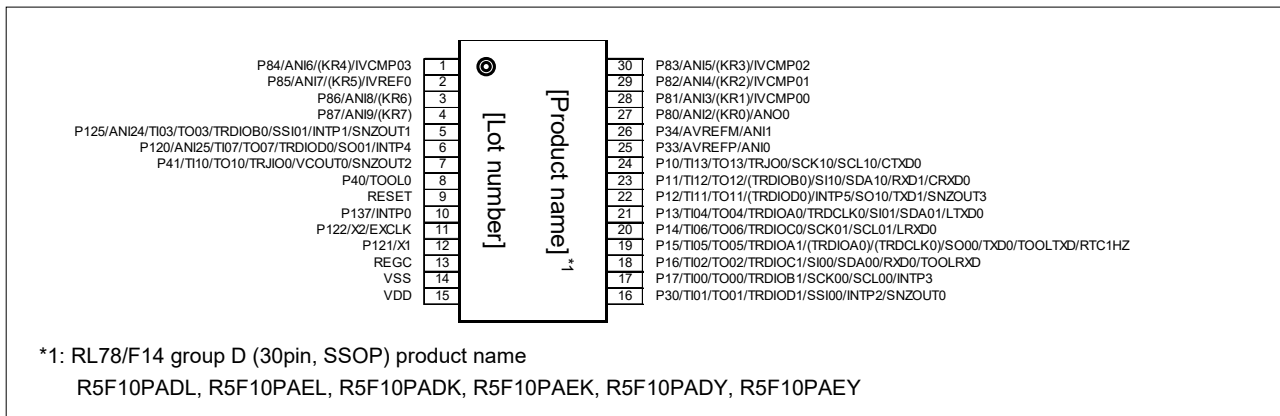 P84/ANI6/(KR4)/IVCMP03 1 30 P83/ANI5/(KR3)/IVCMP02
P85/ANI7/(KR5)/IVREF0 2 29 P82/ANI4/(KR2)/IVCMP01
P86/ANI8/(KR6) 3 28 P81/ANI3/(KR1)/IVCMP00
P87/ANI9/(KR7) 4 27 P80/ANI2/(KR0)/ANO0
P125/ANI24/TI03/TO03/TRDIOB0/SSI01/INTP1/SNZOUT1 5 26 P34/AVREFM/ANI1
P120/ANI25/TI07/TO07/TRDIOD0/SO01/INTP4 6 25 P33/AVREFP/ANI0
P41/TI10/TO10/TRJIO0/VCOUT0/SNZOUT2 7 24 P10/TI13/TO13/TRJO0/SCK10/SCL10/CTXD0
P40/TOOL0 8 23 P11/TI12/TO12/(TRDIOB0)/SI10/SDA10/RXD1/CRXD0
RESET 9 22 P12/TI11/TO11/(TRDIOD0)/INTP5/SO10/TXD1/SNZOUT3
P137/INTP0 10 21 P13/TI04/TO04/TRDIOA0/TRDCLK0/SI01/SDA01/LTXD0
P122/X2/EXCLK 11 20 P14/TI06/TO06/TRDIOC0/SCK01/SCL01/LRXD0
P121/X1 12 19 P15/TI05/TO05/TRDIOA1/(TRDIOA0)/(TRDCLK0)/SO00/TXD0/TOOLTXD/RTC1HZ
REGC 13 18 P16/TI02/TO02/TRDIOC1/SI00/SDA00/RXD0/TOOLRXD
VSS 14 17 P17/TI00/TO00/TRDIOB1/SCK00/SCL00/INTP3
VDD 15 16 P30/TI01/TO01/TRDIOD1/SSI00/INTP2/SNZOUT0
[Product name]*1
[Lot number]
*1: RL78/F14 group D (30pin, SSOP) product name
R5F10PADL, R5F10PAEL, R5F10PADK, R5F10PAEK, R5F10PADY, R5F10PAEY